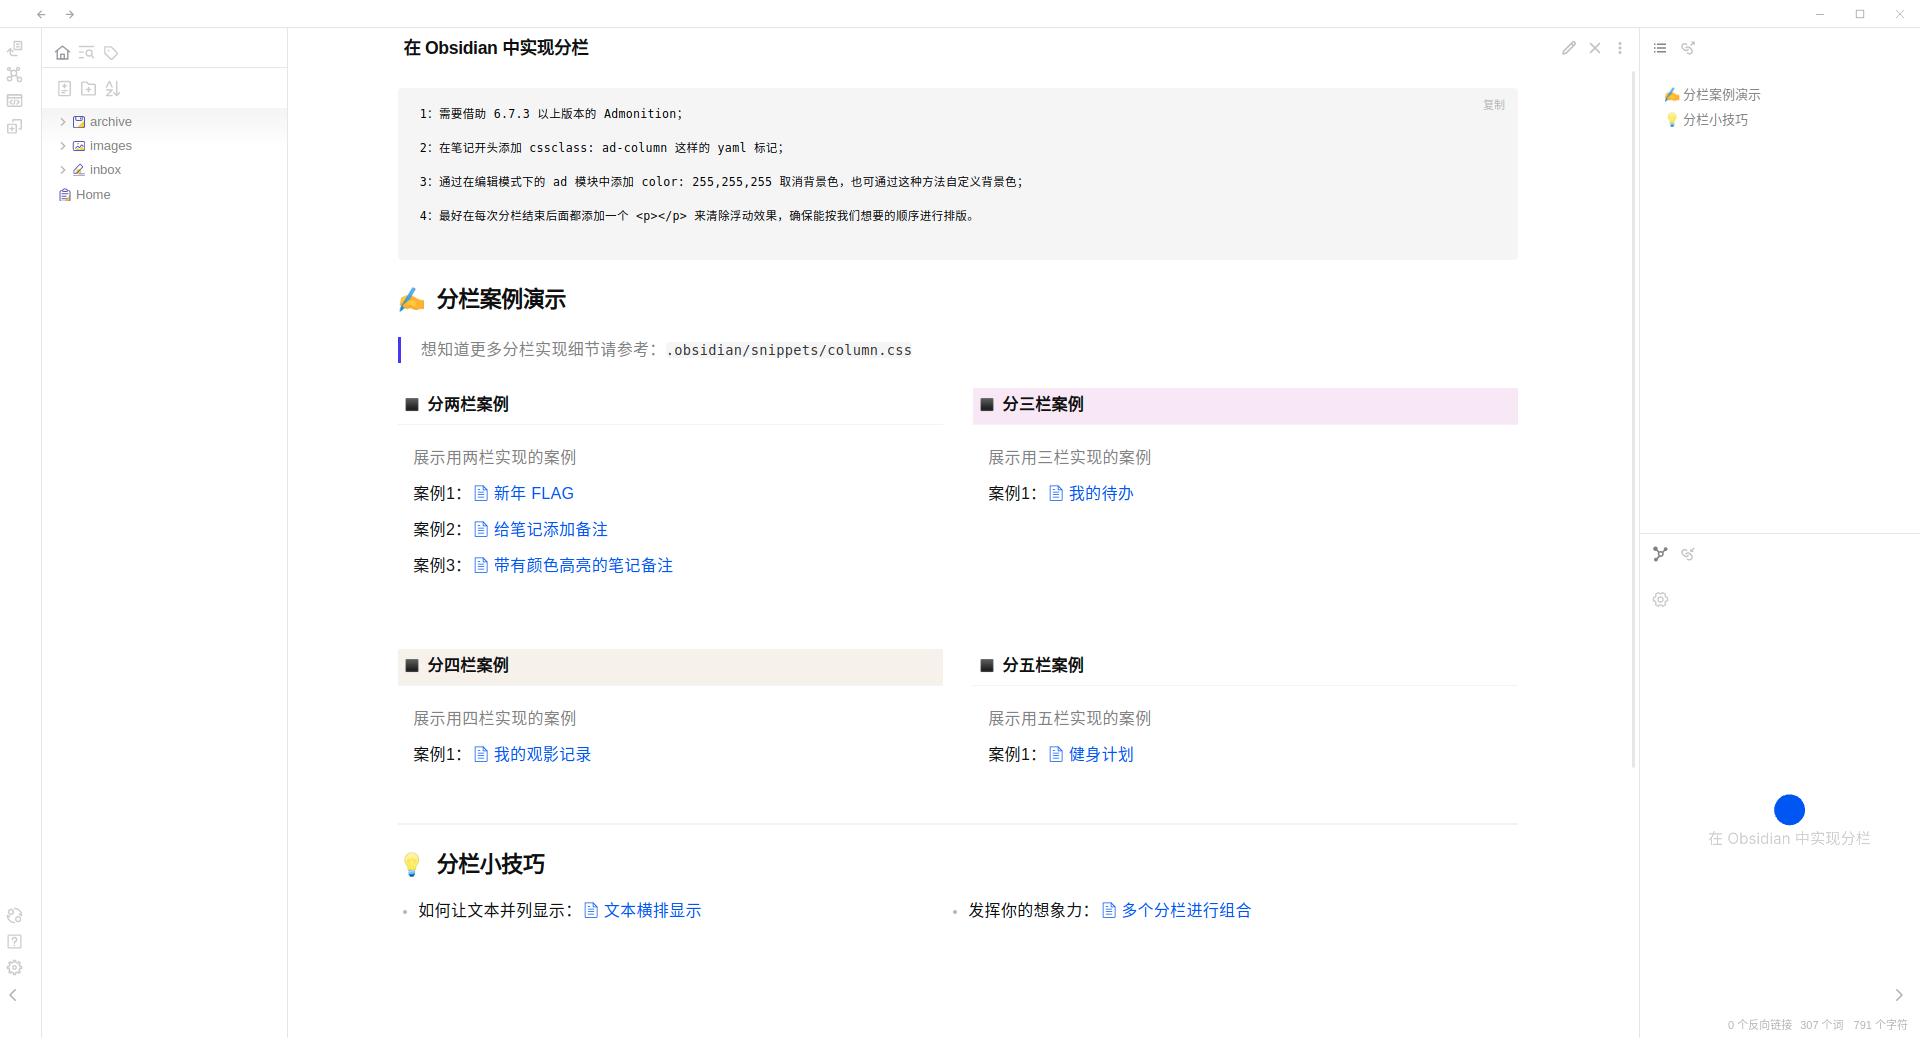 在 Obsidian 中实现分栏
archive
images
inbox
Home
复制
1：需要借助 6.7.3 以上版本的 Admonition；
2：在笔记开头添加 cssclass: ad-column 这样的 yaml 标记；
3：通过在编辑模式下的 ad 模块中添加 color: 255,255,255 取消背景色，也可通过这种方法自定义背景色；
4：最好在每次分栏结束后面都添加一个 <p></p> 来清除浮动效果，确保能按我们想要的顺序进行排版。
✍ 分栏案例演示
想知道更多分栏实现细节请参考：.obsidian/snippets/column.css
分两栏案例
展示用两栏实现的案例
案例1：新年 FLAG
案例2：给笔记添加备注
案例3：带有颜色高亮的笔记备注
分三栏案例
展示用三栏实现的案例
案例1：我的待办
分四栏案例
展示用四栏实现的案例
案例1：我的观影记录
分五栏案例
展示用五栏实现的案例
案例1：健身计划
💡 分栏小技巧
• 如何让文本并列显示：文本横排显示
• 发挥你的想象力：多个分栏进行组合
✍ 分栏案例演示
💡 分栏小技巧
在 Obsidian 中实现分栏
0 个反向链接 307 个词 791 个字符